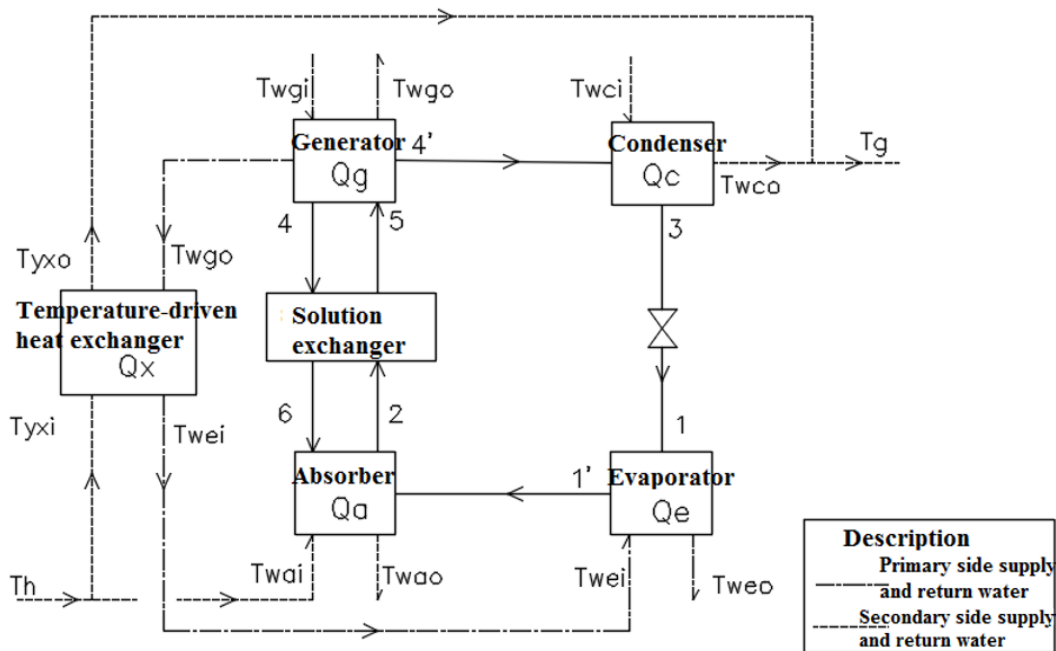 Twgi
Twgo
Twci
Generator
Qg
4'
Condenser
Qc
Tg
Twco
4
5
3
Tyxo
Twgo
Temperature-driven
heat exchanger
Qx
Solution
exchanger
Tyxi
Twei
6
2
1
Absorber
Qa
1'
Evaporator
Qe
Th
Twai
Twao
Twei
Tweo
Description
Primary side supply
and return water
Secondary side supply
and return water